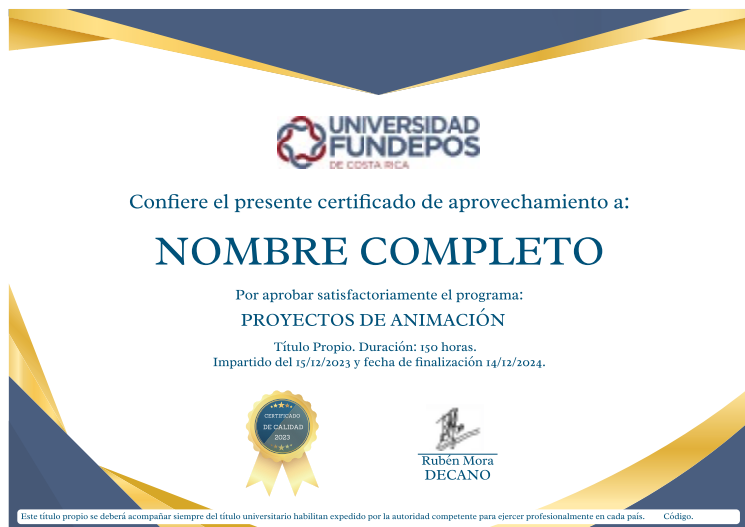 UNIVERSIDAD
FUNDEPOS
DE COSTA RICA
Confiere el presente certificado de aprovechamiento a:
NOMBRE COMPLETO
Por aprobar satisfactoriamente el programa:
PROYECTOS DE ANIMACIÓN
Título Propio. Duración: 150 horas.
Impartido del 15/12/2023 y fecha de finalización 14/12/2024.
CERTIFICADO
DE CALIDAD
2023
Rubén Mora
DECANO
Este título propio se deberá acompañar siempre del título universitario habilitan expedido por la autoridad competente para ejercer profesionalmente en cada país. Código.